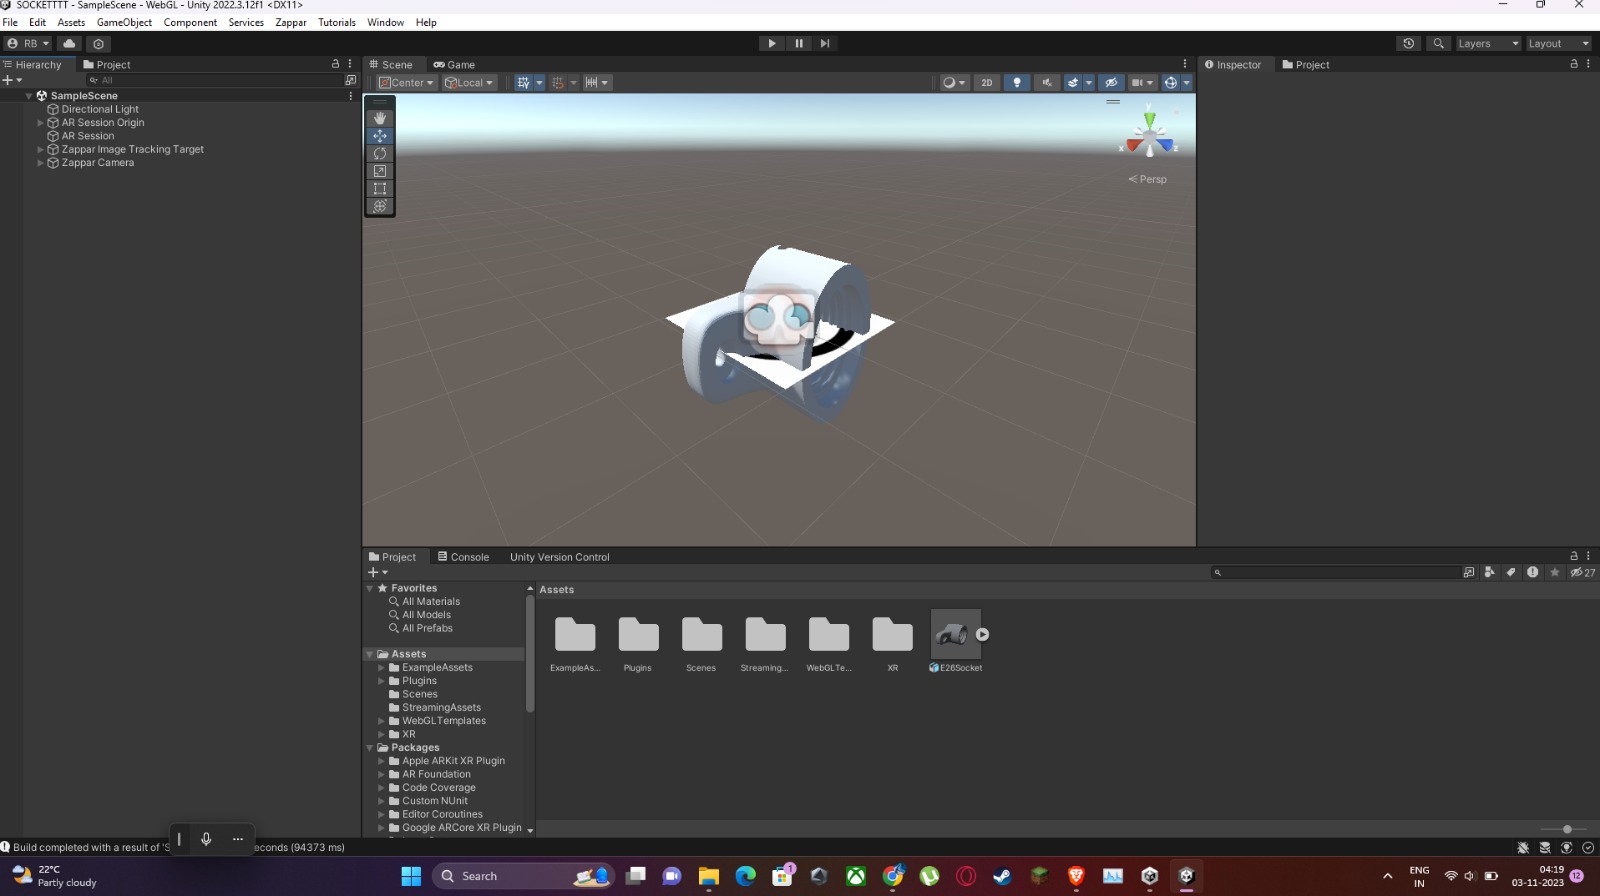 SOCKETTTT - SampleScene - WebGL - Unity 2022.3.12f1 <DX11>
File Edit Assets GameObject Component Services Zappar Tutorials Window Help
RB
Layers
Layout
Hierarchy
Project
Scene
Game
Inspector
Project
All
Center
Local
2D
SampleScene
Directional Light
AR Session Origin
AR Session
Zappar Image Tracking Target
Zappar Camera
y
x
z
Persp
Project
Console
Unity Version Control
27
Favorites
All Materials
All Models
All Prefabs
Assets
ExampleAssets
Plugins
Scenes
StreamingAssets
WebGLTemplates
XR
Packages
Apple ARKit XR Plugin
AR Foundation
Code Coverage
Custom NUnit
Editor Coroutines
Google ARCore XR Plugin
Assets
ExampleAs...
Plugins
Scenes
Streaming...
WebGLTe...
XR
E26Socket
Build completed with a result of 'S
econds (94373 ms)
22°C
Partly cloudy
Search
1
ENG
IN
04:19
03-11-2023
12